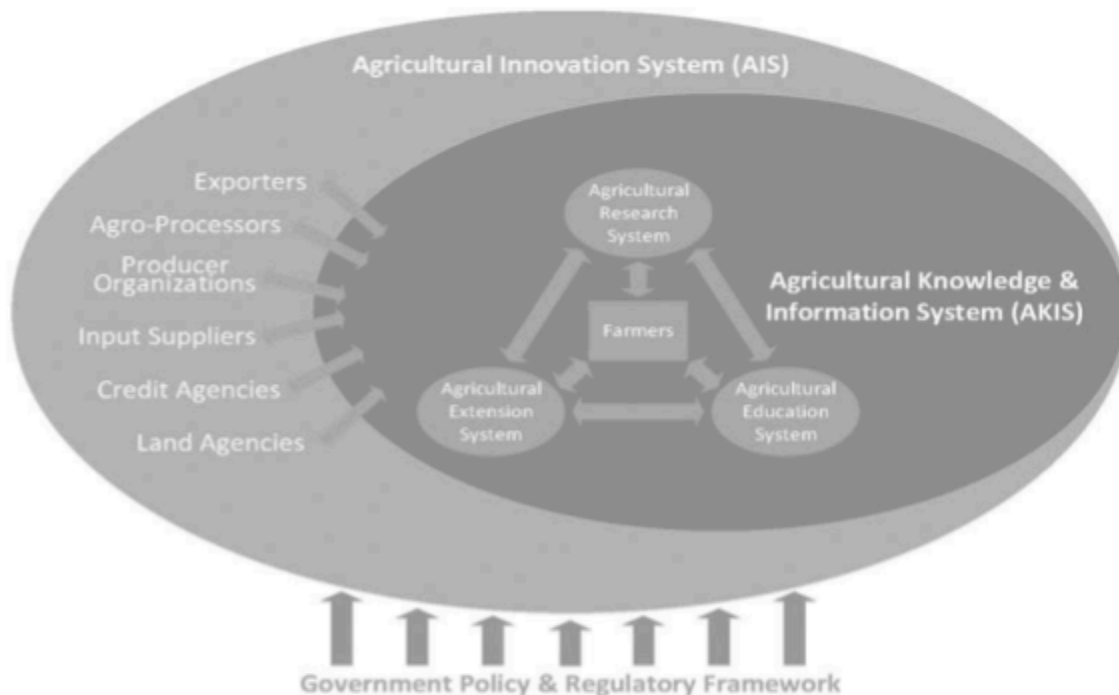 Agricultural Innovation System (AIS)
Exporters
Agro-Processors
Producer
Organizations
Input Suppliers
Credit Agencies
Land Agencies
Agricultural
Research
System
Farmers
Agricultural
Extension
System
Agricultural
Education
System
Agricultural Knowledge &
Information System (AKIS)
Government Policy & Regulatory Framework